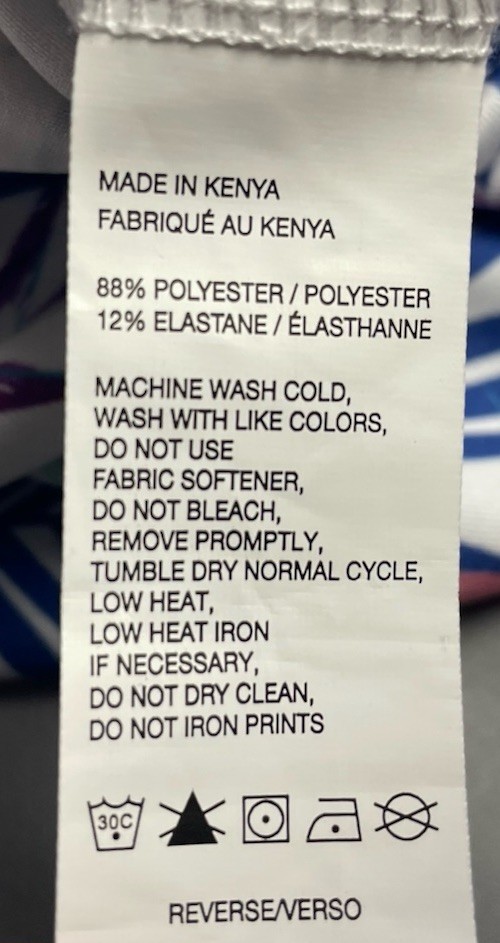 MADE IN KENYA
FABRIQUÉ AU KENYA
88% POLYESTER / POLYESTER
12% ELASTANE / ÉLASTHANNE
MACHINE WASH COLD,
WASH WITH LIKE COLORS,
DO NOT USE
FABRIC SOFTENER,
DO NOT BLEACH,
REMOVE PROMPTLY,
TUMBLE DRY NORMAL CYCLE,
LOW HEAT,
LOW HEAT IRON
IF NECESSARY,
DO NOT DRY CLEAN,
DO NOT IRON PRINTS
30C
REVERSE/VERSO